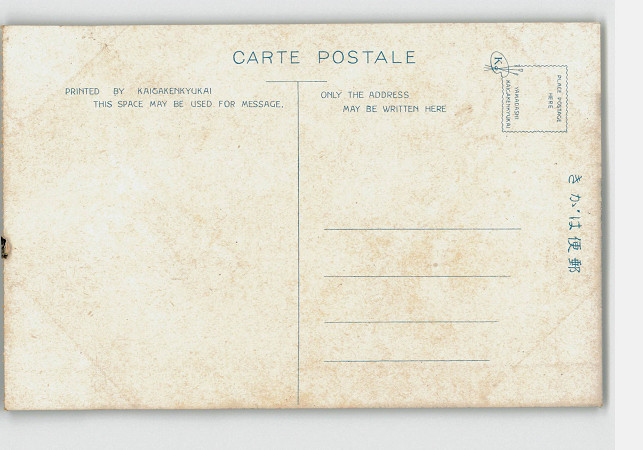 CARTE POSTALE
PRINTED BY KAIGAKENKYUKAI
THIS SPACE MAY BE USED FOR MESSAGE.
ONLY THE ADDRESS
MAY BE WRITTEN HERE
K
PLACE POSTAGE
HERE
YAMAGASHI
KAIGAKENKYUKAI
きがは便郵